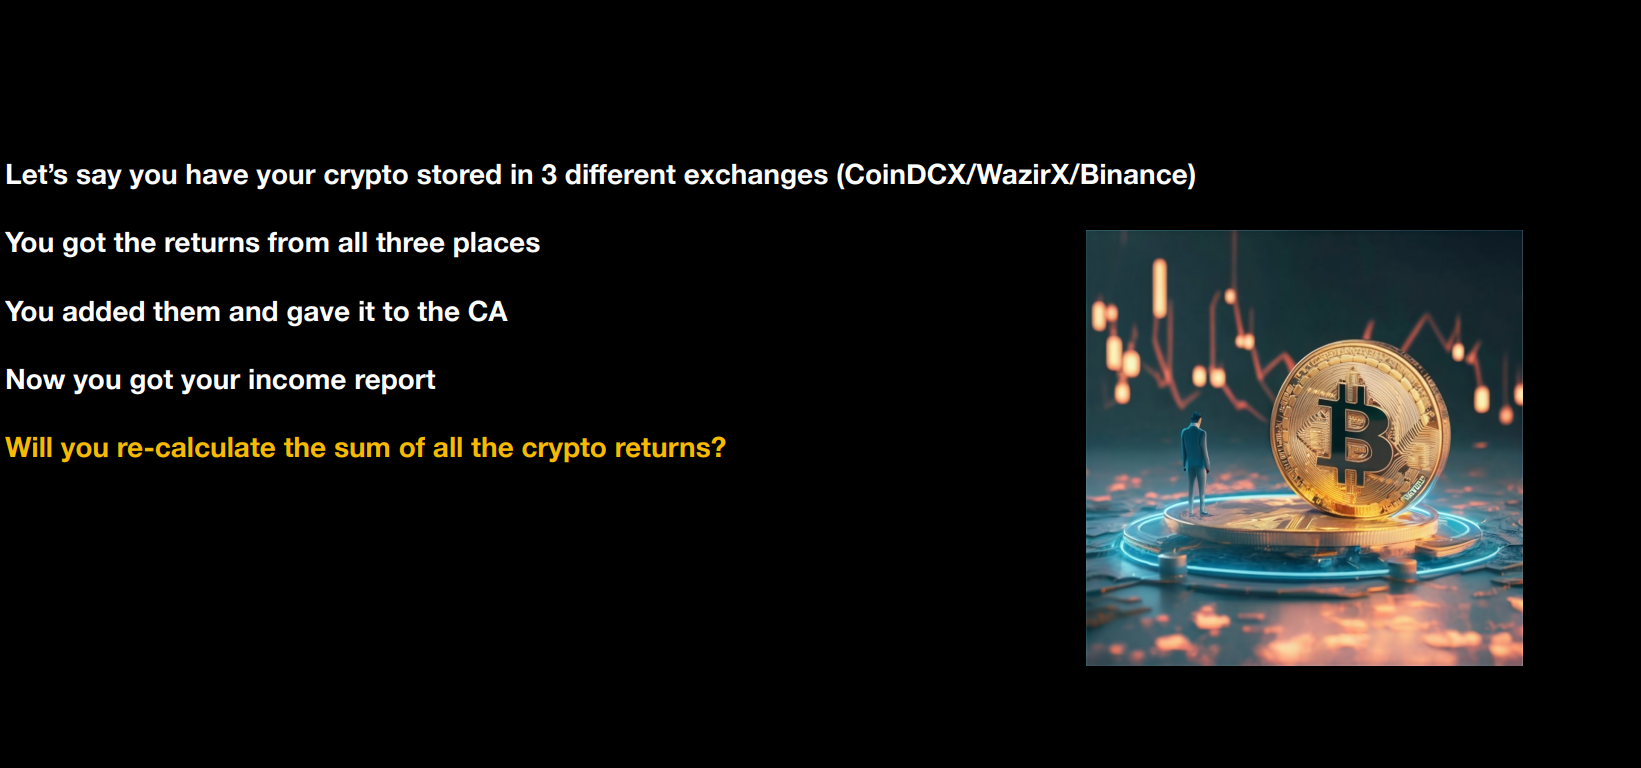 Let’s say you have your crypto stored in 3 different exchanges (CoinDCX/WazirX/Binance)
You got the returns from all three places
You added them and gave it to the CA
Now you got your income report
Will you re-calculate the sum of all the crypto returns?